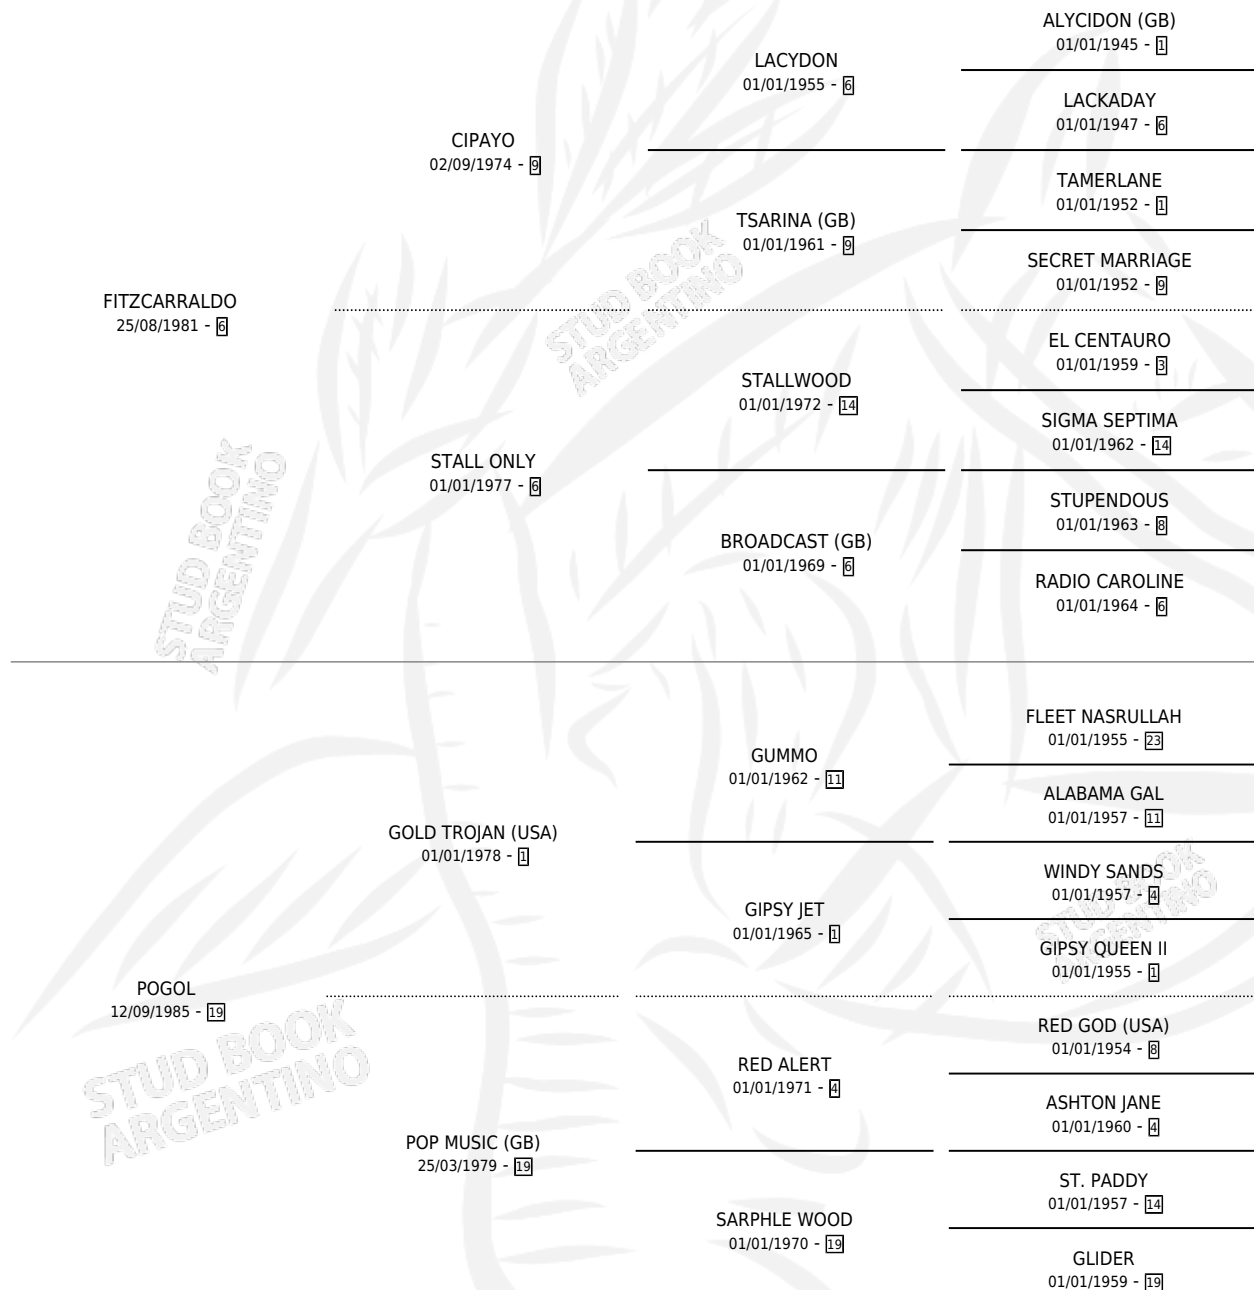 ALYCIDON (GB)
01/01/1945 - 1
LACYDON
01/01/1955 - 6
LACKADAY
01/01/1947 - 6
CIPAYO
02/09/1974 - 9
TAMERLANE
01/01/1952 - 1
TSARINA (GB)
01/01/1961 - 9
SECRET MARRIAGE
01/01/1952 - 9
FITZCARRALDO
25/08/1981 - 6
EL CENTAURO
01/01/1959 - 3
STALLWOOD
01/01/1972 - 14
SIGMA SEPTIMA
01/01/1962 - 14
STALL ONLY
01/01/1977 - 6
STUPENDOUS
01/01/1963 - 8
BROADCAST (GB)
01/01/1969 - 6
RADIO CAROLINE
01/01/1964 - 6
FLEET NASRULLAH
01/01/1955 - 23
GUMMO
01/01/1962 - 11
ALABAMA GAL
01/01/1957 - 11
GOLD TROJAN (USA)
01/01/1978 - 1
WINDY SANDS
01/01/1957 - 4
GIPSY JET
01/01/1965 - 1
GIPSY QUEEN II
01/01/1955 - 1
POGOL
12/09/1985 - 19
RED GOD (USA)
01/01/1954 - 8
RED ALERT
01/01/1971 - 4
ASHTON JANE
01/01/1960 - 4
POP MUSIC (GB)
25/03/1979 - 19
ST. PADDY
01/01/1957 - 14
SARPHLE WOOD
01/01/1970 - 19
GLIDER
01/01/1959 - 19
STUD BOOK
ARGENTINO
STUD BOOK
ARGENTINO
STUD BOOK
ARGENTINO
STUD BOOK
ARGENTINO